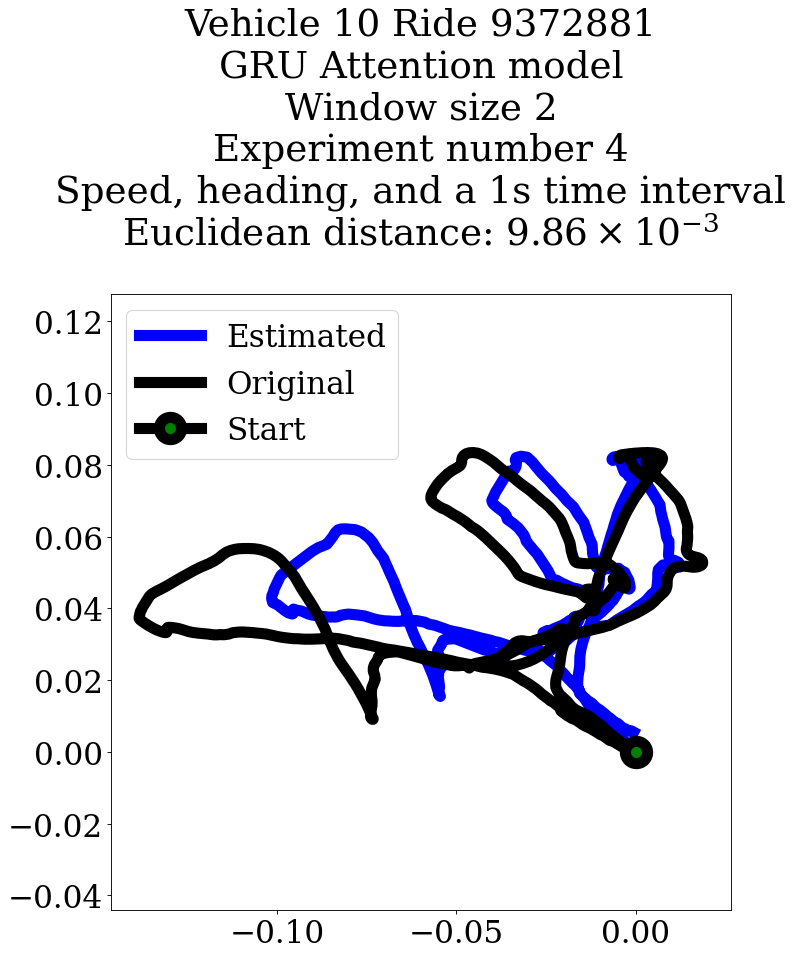 Vehicle 10 Ride 9372881
GRU Attention model
Window size 2
Experiment number 4
Speed, heading, and a 1s time interval
Euclidean distance: 9.86 × 10⁻³
Estimated
Original
Start
0.12
0.10
0.08
0.06
0.04
0.02
0.00
−0.02
−0.04
−0.10
−0.05
0.00